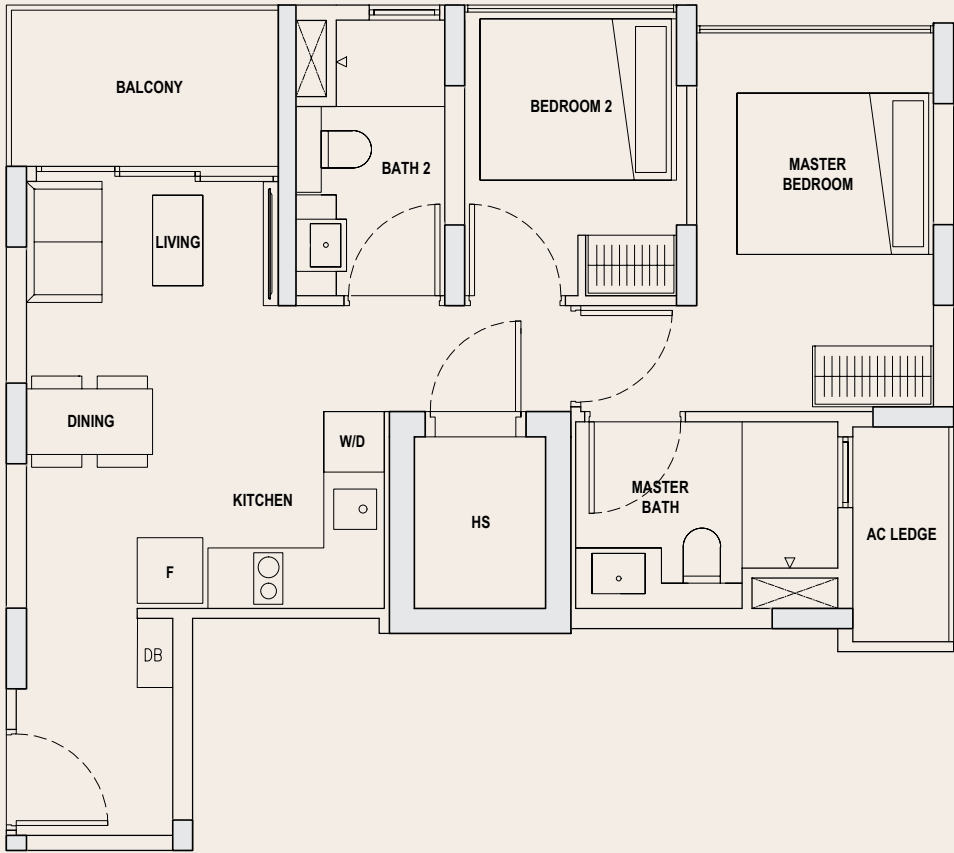 BALCONY
BEDROOM 2
BATH 2
MASTER
BEDROOM
LIVING
DINING
W/D
KITCHEN
MASTER
BATH
HS
AC LEDGE
F
DB